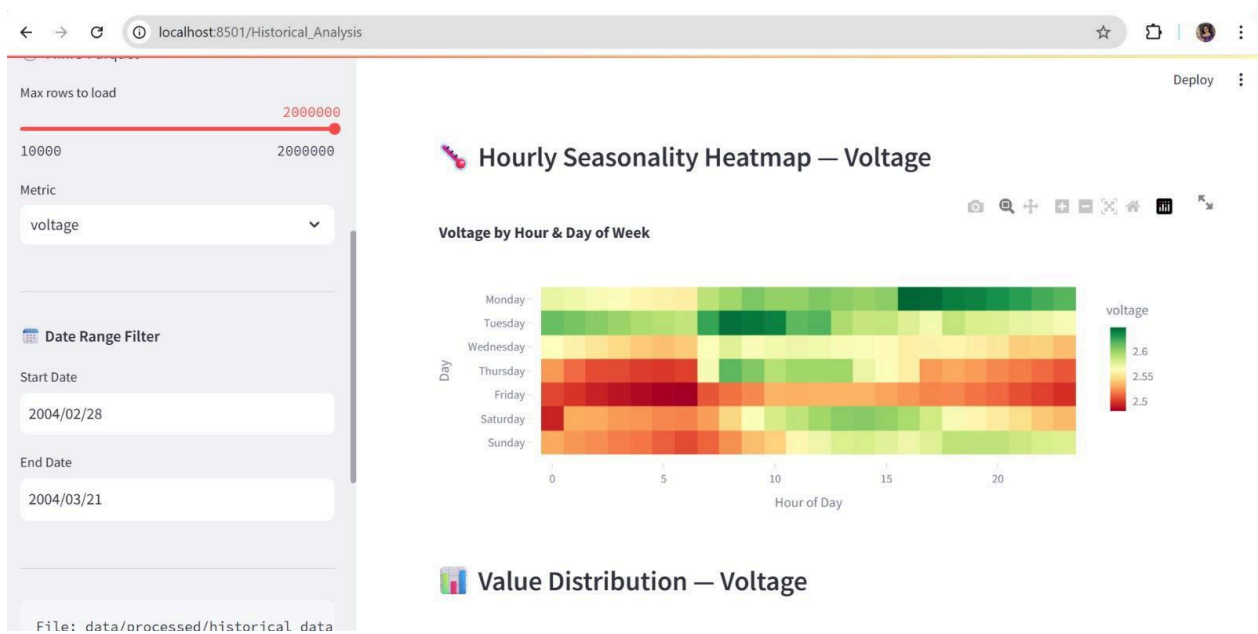 localhost:8501/Historical_Analysis
Deploy
Max rows to load
2000000
10000 2000000
Metric
voltage
Date Range Filter
Start Date
2004/02/28
End Date
2004/03/21
File: data/processed/historical_data
Hourly Seasonality Heatmap — Voltage
Voltage by Hour & Day of Week
Monday
Tuesday
Wednesday
Thursday
Friday
Saturday
Sunday
Day
0 5 10 15 20
Hour of Day
voltage
2.6
2.55
2.5
Value Distribution — Voltage